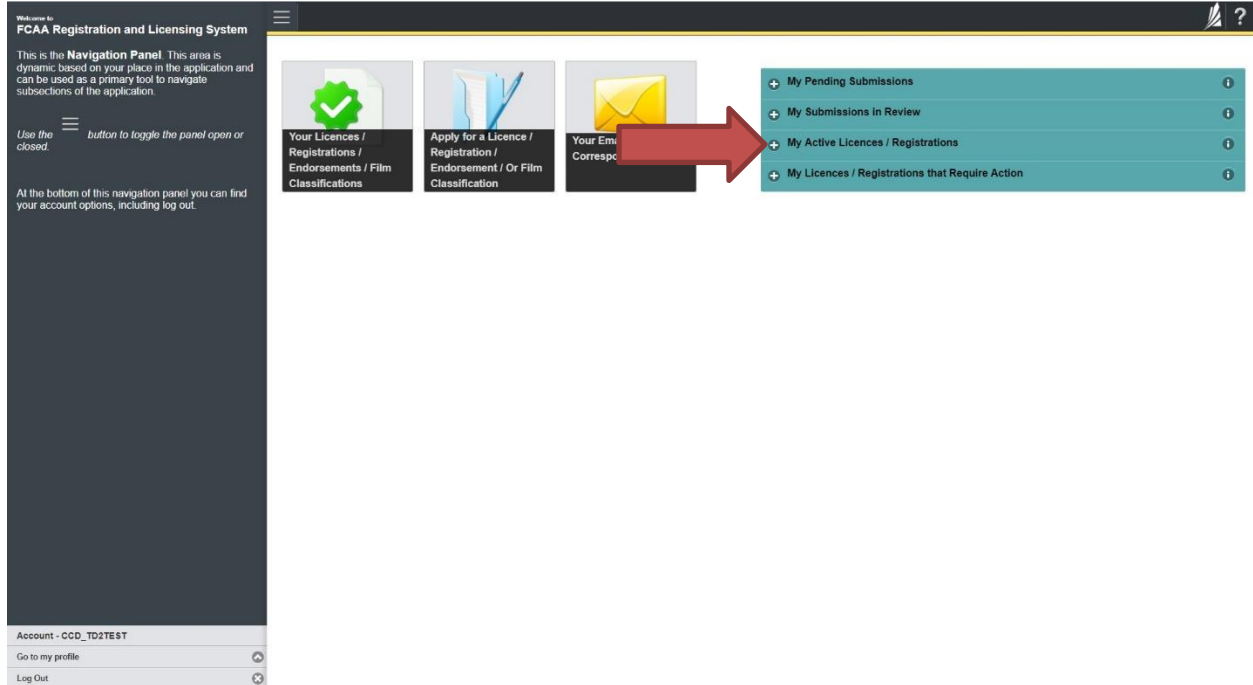 Welcome to
FCAA Registration and Licensing System
This is the Navigation Panel. This area is
dynamic based on your place in the application and
can be used as a primary tool to navigate
subsections of the application.
Use the button to toggle the panel open or
closed.
At the bottom of this navigation panel you can find
your account options, including log out.
Account - CCD_TD2TEST
Go to my profile
Log Out
?
Your Licences /
Registrations /
Endorsements / Film
Classifications
Apply for a Licence /
Registration /
Endorsement / Or Film
Classification
Your
My Pending Submissions
My Submissions in Review
My Active Licences / Registrations
My Licences / Registrations that Require Action